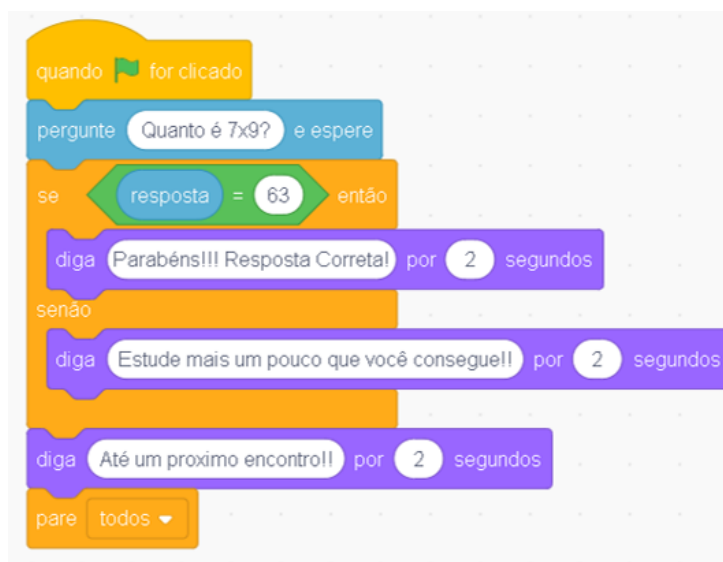 quando for clicado
pergunte Quanto é 7x9? e espere
se resposta = 63 então
diga Parabéns!!! Resposta Correta! por 2 segundos
senão
diga Estude mais um pouco que você consegue!! por 2 segundos
diga Até um proximo encontro!! por 2 segundos
pare todos